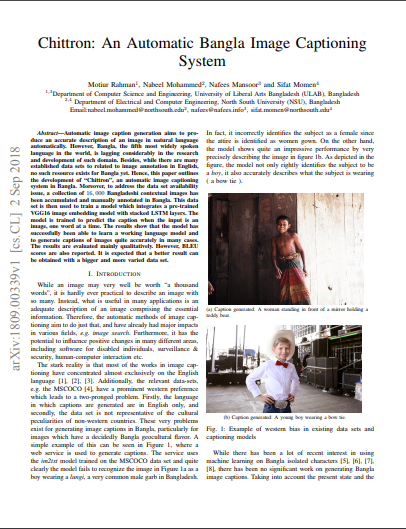 Chittron: An Automatic Bangla Image Captioning
System
Motiur Rahman¹, Nabeel Mohammed², Nafees Mansoor³ and Sifat Momen⁴
¹,³Department of Computer Science and Engineering, University of Liberal Arts Bangladesh (ULAB), Bangladesh
²,⁴ Department of Electrical and Computer Engineering, North South University (NSU), Bangladesh
Email:nabeel.mohammed@northsouth.edu², nafees@namsoor.info³, sifat.momen@northsouth.edu⁴
arXiv:1809.00339v1 [cs.CL] 2 Sep 2018
Abstract—Automatic image caption generation aims to pro-
duce an accurate description of an image in natural language
automatically. However, Bangla, the fifth most widely spoken
language in the world, is lagging considerably in the research
and development of such domain. Besides, while there are many
established data sets to related to image annotation in English,
no such resource exists for Bangla yet. Hence, this paper outlines
the development of "Chittron", an automatic image captioning
system in Bangla. Moreover, to address the data set availability
issue, a collection of 16,000 Bangladeshi contextual images has
been accumulated and manually annotated in Bangla. This data
set is then used to train a model which integrates a pre-trained
VGG16 image embedding model with stacked LSTM layers. The
model is trained to predict the caption when the input is an
image, one word at a time. The results show that the model has
successfully been able to learn a working language model and
to generate captions of images quite accurately in many cases.
The results are evaluated mainly qualitatively. However, BLEU
scores are also reported. It is expected that a better result can
be obtained with a bigger and more varied data set.
I. INTRODUCTION
While an image may very well be worth "a thousand
words", it is hardly ever practical to describe an image with
so many. Instead, what is useful in many applications is an
adequate description of an image comprising the essential
information. Therefore, the automatic methods of image cap-
tioning aim to do just that, and have already had major impacts
in various fields, e.g. image search. Furthermore, it has the
potential to influence positive changes in many different areas,
including software for disabled individuals, surveillance &
security, human-computer interaction etc.
The stark reality is that most of the works in image cap-
tioning have concentrated almost exclusively on the English
language [1], [2], [3]. Additionally, the relevant data-sets,
e.g. the MSCOCO [4], have a prominent western preference
which leads to a two-pronged problem. Firstly, the language
in which captions are generated are in English only, and
secondly, the data set is not representative of the cultural
peculiarities of non-western countries. These very problems
exist for generating image captions in Bangla, particularly for
images which have a decidedly Bangla geocultural flavor. A
simple example of this can be seen in Figure 1, where a
web service is used to generate captions. The service uses
the im2txt model trained on the MSCOCO data set and quite
clearly the model fails to recognize the image in Figure 1a as a
boy wearing a lungi, a very common male garb in Bangladesh.
In fact, it incorrectly identifies the subject as a female since
the attire is identified as women gown. On the other hand,
the model shows quite an impressive performance by very
precisely describing the image in figure 1b. As depicted in the
figure, the model not only rightly identifies the subject to be
a boy, it also accurately describes what the subject is wearing
( a bow tie ).
(a) Caption generated: A woman standing in front of a mirror holding a
teddy bear.
(b) Caption generated: A young boy wearing a bow tie.
Fig. 1: Example of western bias in existing data sets and
captioning models
While there has a lot of recent interest in using
machine learning on Bangla isolated characters [5], [6], [7],
[8], there has been no significant work on generating Bangla
image captions. Taking into account the present state and the